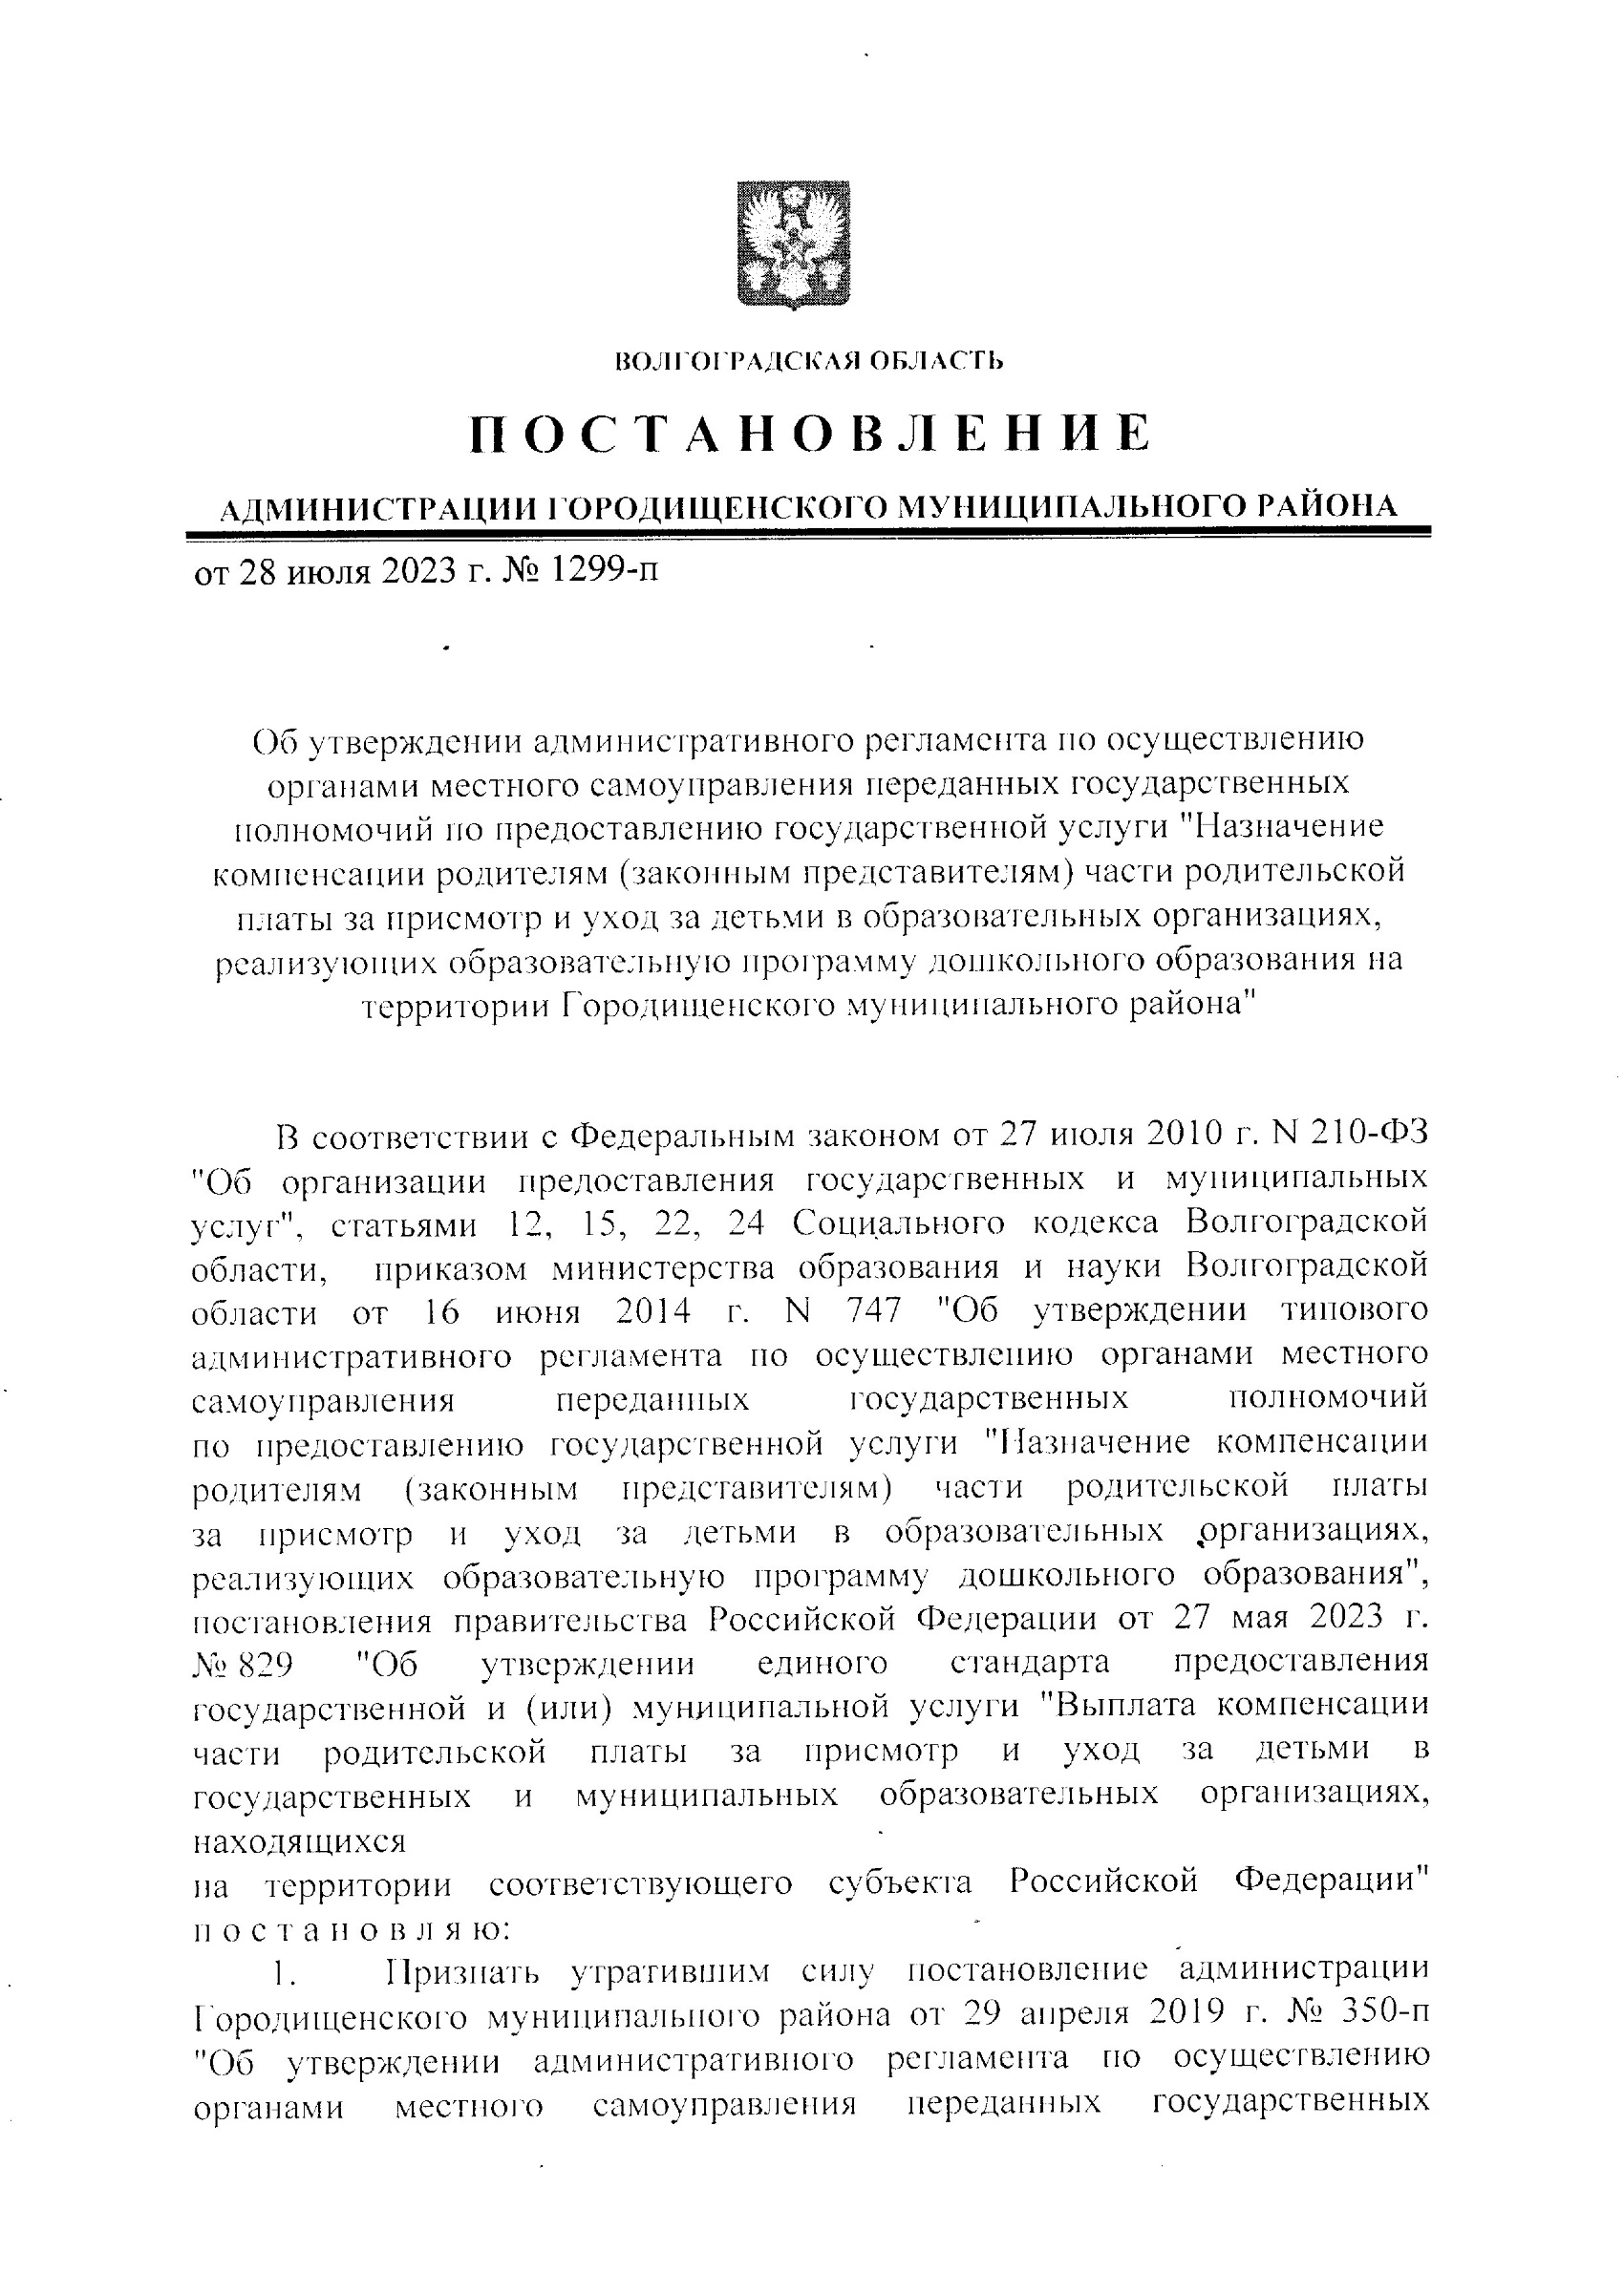 ВОЛГОГРАДСКАЯ ОБЛАСТЬ
ПОСТАНОВЛЕНИЕ
АДМИНИСТРАЦИИ ГОРОДИЩЕНСКОГО МУНИЦИПАЛЬНОГО РАЙОНА
от 28 июля 2023 г. № 1299-п
Об утверждении административного регламента по осуществлению
органами местного самоуправления переданных государственных
полномочий по предоставлению государственной услуги "Назначение
компенсации родителям (законным представителям) части родительской
платы за присмотр и уход за детьми в образовательных организациях,
реализующих образовательную программу дошкольного образования на
территории Городищенского муниципального района"
В соответствии с Федеральным законом от 27 июля 2010 г. N 210-ФЗ
"Об организации предоставления государственных и муниципальных
услуг", статьями 12, 15, 22, 24 Социального кодекса Волгоградской
области, приказом министерства образования и науки Волгоградской
области от 16 июня 2014 г. N 747 "Об утверждении типового
административного регламента по осуществлению органами местного
самоуправления переданных государственных полномочий
по предоставлению государственной услуги "Назначение компенсации
родителям (законным представителям) части родительской платы
за присмотр и уход за детьми в образовательных организациях,
реализующих образовательную программу дошкольного образования",
постановления правительства Российской Федерации от 27 мая 2023 г.
№ 829 "Об утверждении единого стандарта предоставления
государственной и (или) муниципальной услуги "Выплата компенсации
части родительской платы за присмотр и уход за детьми в
государственных и муниципальных образовательных организациях,
находящихся
на территории соответствующего субъекта Российской Федерации"
п о с т а н о в л я ю:
1. Признать утратившим силу постановление администрации
Городищенского муниципального района от 29 апреля 2019 г. № 350-п
"Об утверждении административного регламента по осуществлению
органами местного самоуправления переданных государственных